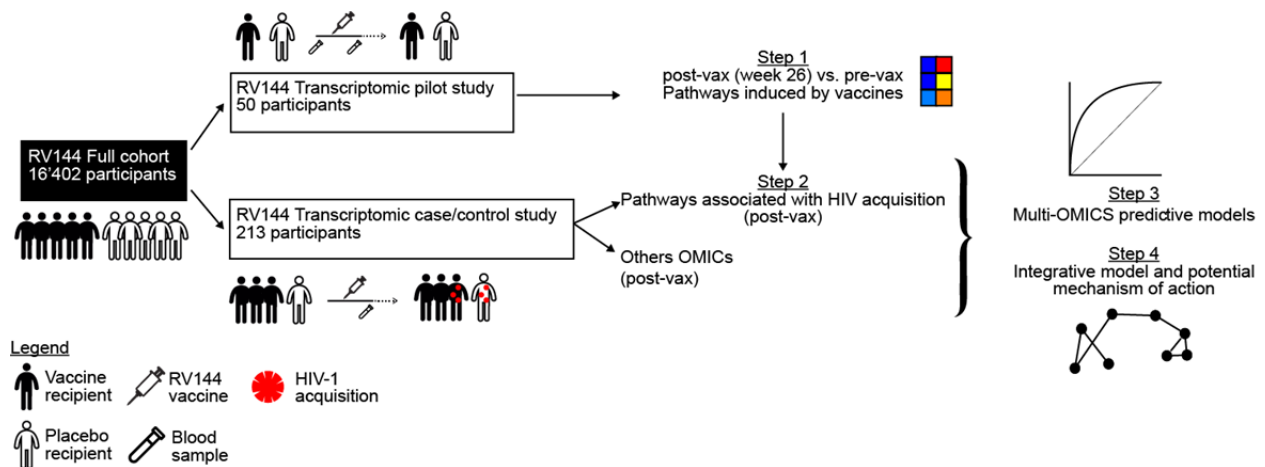 RV144 Full cohort
16'402 participants
RV144 Transcriptomic pilot study
50 participants
RV144 Transcriptomic case/control study
213 participants
Step 1
post-vax (week 26) vs. pre-vax
Pathways induced by vaccines
Step 2
Pathways associated with HIV acquisition
(post-vax)
Others OMICs
(post-vax)
Step 3
Multi-OMICS predictive models
Step 4
Integrative model and potential
mechanism of action
Legend
Vaccine
recipient
RV144
vaccine
HIV-1
acquisition
Placebo
recipient
Blood
sample